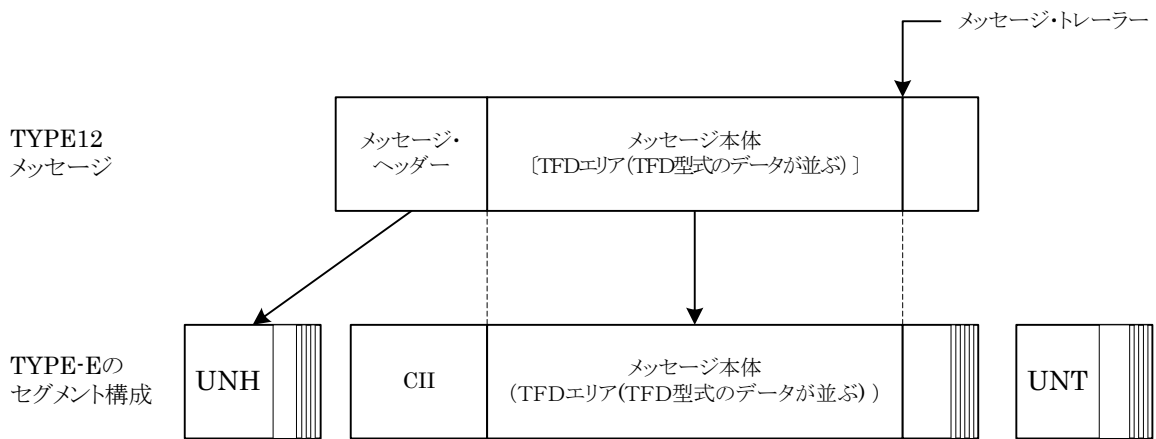 メッセージ・トレーラー
TYPE12
メッセージ
メッセージ・
ヘッダー
メッセージ本体
〔TFDエリア(TFD型式のデータが並ぶ)〕
TYPE-Eの
セグメント構成
UNH
CII
メッセージ本体
(TFDエリア(TFD型式のデータが並ぶ))
UNT